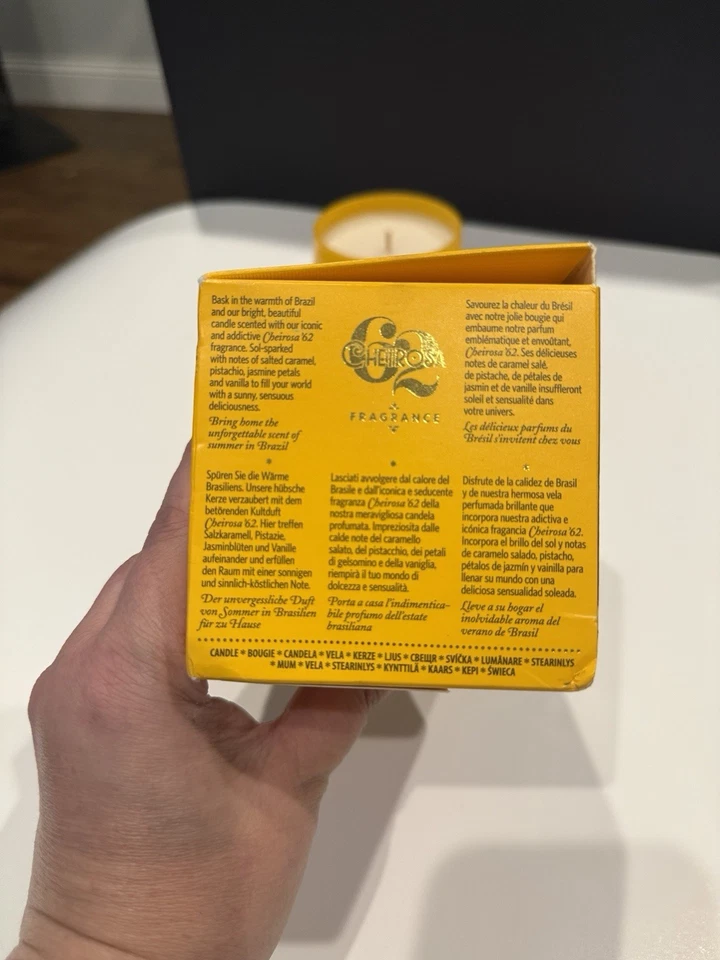 Bask in the warmth of Brazil
and our bright, beautiful
candle scented with our iconic
and addictive Cheirosa '62
fragrance. Sol-sparked
with notes of salted caramel,
pistachio, jasmine petals
and vanilla to fill your world
with a sunny, sensuous
deliciousness.
Bring home the
unforgettable scent of
summer in Brazil
62
CHEIROSA
FRAGRANCE
Savourez la chaleur du Brésil
avec notre jolie bougie qui
embaume notre parfum
emblématique et envoûtant,
Cheirosa '62. Ses délicieuses
notes de caramel salé,
de pistache, de pétales de
jasmin et de vanille insuffleront
soleil et sensualité dans
votre univers.
Les délicieux parfums du
Brésil s'invitent chez vous
Spüren Sie die Wärme
Brasiliens. Unsere hübsche
Kerze verzaubert mit dem
betörenden Kultduft
Cheirosa '62. Hier treffen
Salzkaramell, Pistazie,
Jasminblüten und Vanille
aufeinander und erfüllen
den Raum mit einer sonnigen
und sinnlich-köstlichen Note.
Der unvergessliche Duft
von Sommer in Brasilien
für zu Hause
Lasciati avvolgere dal calore del
Brasile e dall'iconica e seducente
fragranza Cheirosa '62 della
nostra meravigliosa candela
profumata. Impreziosita dalle
calde note del caramello
salato, del pistacchio, dei petali
di gelsomino e della vaniglia,
riempirà il tuo mondo di
dolcezza e sensualità.
Porta a casa l'indimentica-
bile profumo dell'estate
brasiliana
Disfrute de la calidez de Brasil
y de nuestra hermosa vela
perfumada brillante que
incorpora nuestra adictiva e
icónica fragancia Cheirosa '62.
Incorpora el brillo del sol y notas
de caramelo salado, pistacho,
pétalos de jazmín y vainilla para
llenar su mundo con una
deliciosa sensualidad soleada.
Lleve a su hogar el
inolvidable aroma del
verano de Brasil
CANDLE * BOUGIE * CANDELA * VELA * KERZE * LJUS * СВЕЩИ * SVÍČKA * LUMÂNARE * STEARINLYS
* MUM * VELA * STEARINLYS * KYNTTILÄ * KAARS * ΚΕΡΙ * ŚWIECA